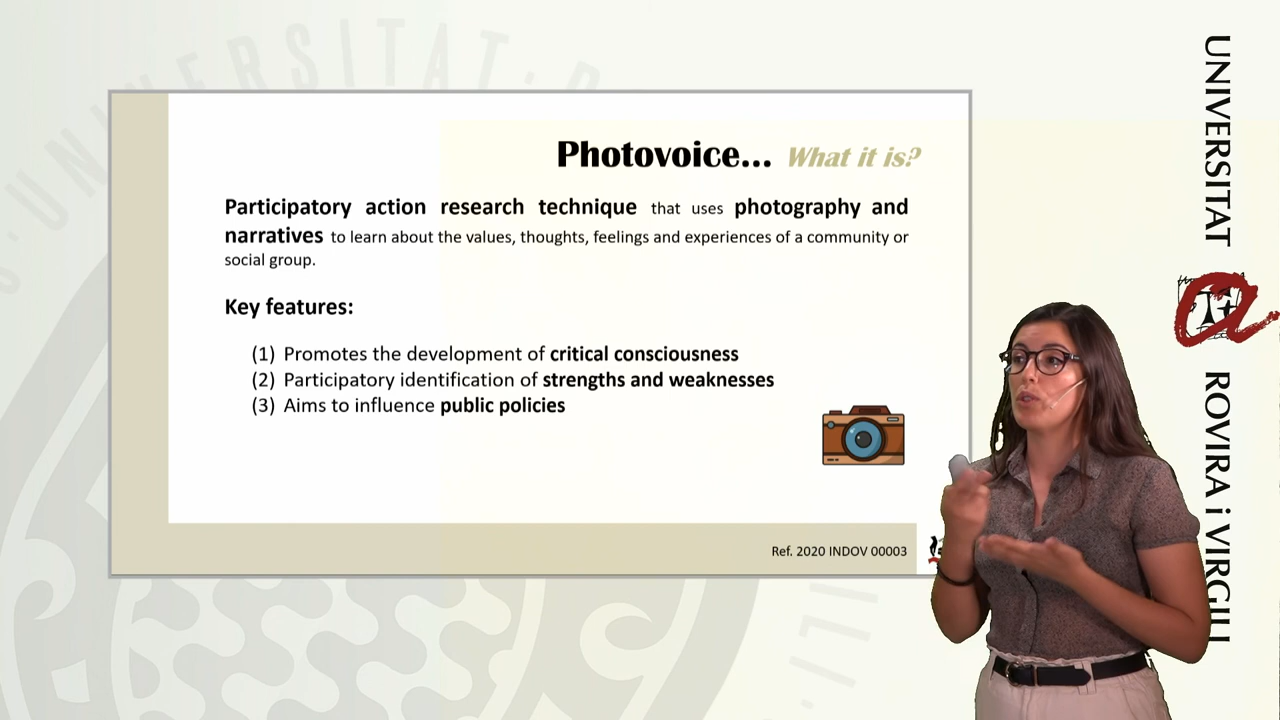 Photovoice... What it is?
Participatory action research technique that uses photography and
narratives to learn about the values, thoughts, feelings and experiences of a community or
social group.
Key features:
(1) Promotes the development of critical consciousness
(2) Participatory identification of strengths and weaknesses
(3) Aims to influence public policies
Ref. 2020 INDOV 00003
UNIVERSITAT
ROVIRA i VIRGILI